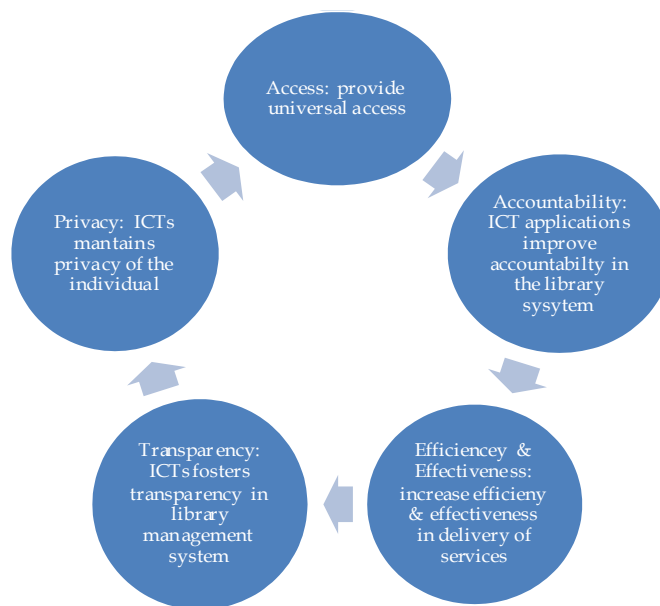 Access: provide
universal access
Accountability:
ICT applications
improve
accountabilty in
the library
sysytem
Efficiencey &
Effectiveness:
increase efficieny
& effectiveness
in delivery of
services
Transparency:
ICTs fosters
transparency in
library
management
system
Privacy: ICTs
mantains
privacy of the
individual